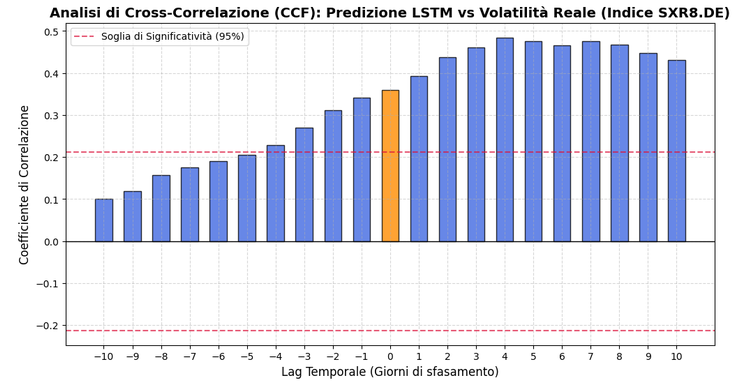 Analisi di Cross-Correlazione (CCF): Predizione LSTM vs Volatilità Reale (Indice SXR8.DE)
Soglia di Significatività (95%)
Coefficiente di Correlazione
0.5
0.4
0.3
0.2
0.1
0.0
−0.1
−0.2
−10 −9 −8 −7 −6 −5 −4 −3 −2 −1 0 1 2 3 4 5 6 7 8 9 10
Lag Temporale (Giorni di sfasamento)